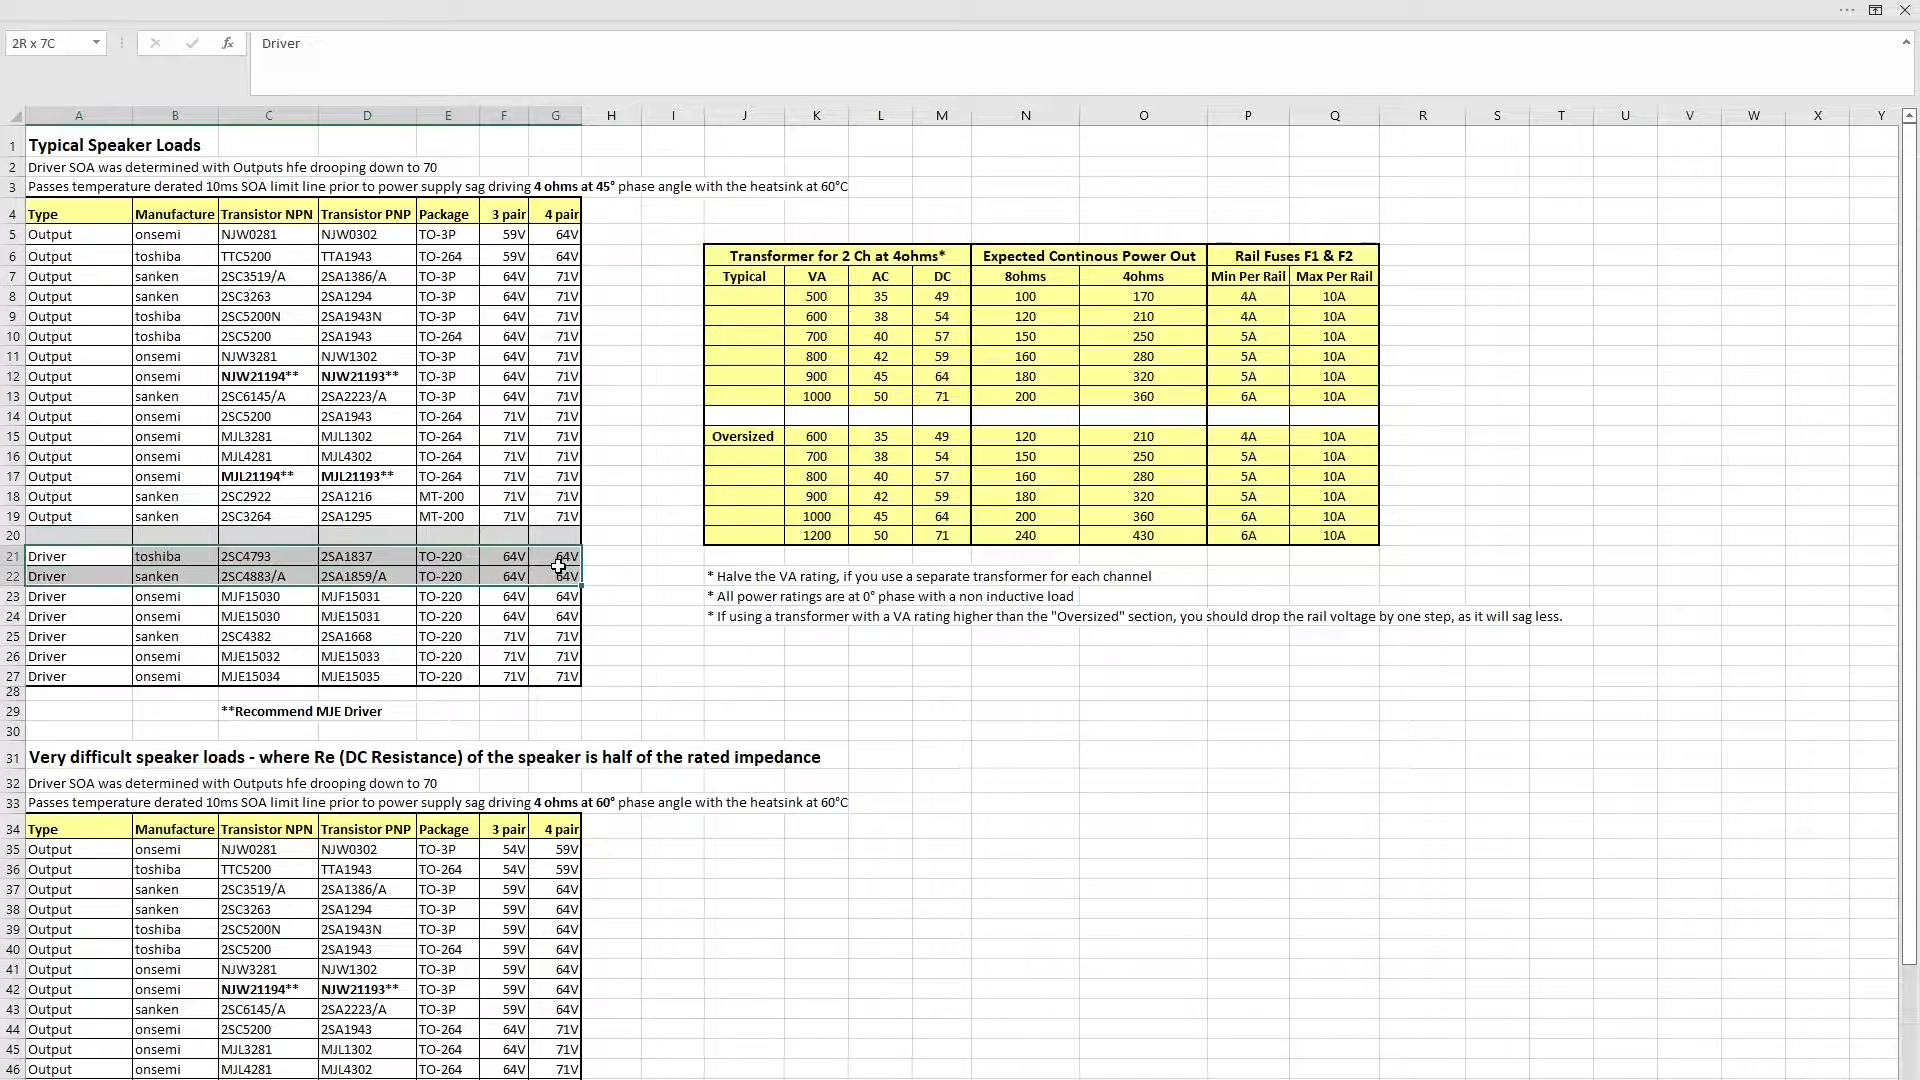 2R x 7C
fx
Driver
A B C D E F G H I J K L M N O P Q R S T U V W X Y
1 Typical Speaker Loads
2 Driver SOA was determined with Outputs hfe drooping down to 70
3 Passes temperature derated 10ms SOA limit line prior to power supply sag driving 4 ohms at 45° phase angle with the heatsink at 60°C
4 Type Manufacture Transistor NPN Transistor PNP Package 3 pair 4 pair
5 Output onsemi NJW0281 NJW0302 TO-3P 59V 64V
6 Output toshiba TTC5200 TTA1943 TO-264 59V 64V Transformer for 2 Ch at 4ohms* Expected Continous Power Out Rail Fuses F1 & F2
7 Output sanken 2SC3519/A 2SA1386/A TO-3P 64V 71V Typical VA AC DC 8ohms 4ohms Min Per Rail Max Per Rail
8 Output sanken 2SC3263 2SA1294 TO-3P 64V 71V 500 35 49 100 170 4A 10A
9 Output toshiba 2SC5200N 2SA1943N TO-3P 64V 71V 600 38 54 120 210 4A 10A
10 Output toshiba 2SC5200 2SA1943 TO-264 64V 71V 700 40 57 150 250 5A 10A
11 Output onsemi NJW3281 NJW1302 TO-3P 64V 71V 800 42 59 160 280 5A 10A
12 Output onsemi NJW21194** NJW21193** TO-3P 64V 71V 900 45 64 180 320 5A 10A
13 Output sanken 2SC6145/A 2SA2223/A TO-3P 64V 71V 1000 50 71 200 360 6A 10A
14 Output onsemi 2SC5200 2SA1943 TO-264 71V 71V
15 Output onsemi MJL3281 MJL1302 TO-264 71V 71V Oversized 600 35 49 120 210 4A 10A
16 Output onsemi MJL4281 MJL4302 TO-264 71V 71V 700 38 54 150 250 5A 10A
17 Output onsemi MJL21194** MJL21193** TO-264 71V 71V 800 40 57 160 280 5A 10A
18 Output sanken 2SC2922 2SA1216 MT-200 71V 71V 900 42 59 180 320 5A 10A
19 Output sanken 2SC3264 2SA1295 MT-200 71V 71V 1000 45 64 200 360 6A 10A
20 1200 50 71 240 430 6A 10A
21 Driver toshiba 2SC4793 2SA1837 TO-220 64V 64V
22 Driver sanken 2SC4883/A 2SA1859/A TO-220 64V 64V * Halve the VA rating, if you use a separate transformer for each channel
23 Driver onsemi MJF15030 MJF15031 TO-220 64V 64V * All power ratings are at 0° phase with a non inductive load
24 Driver onsemi MJE15030 MJE15031 TO-220 64V 64V * If using a transformer with a VA rating higher than the "Oversized" section, you should drop the rail voltage by one step, as it will sag less.
25 Driver sanken 2SC4382 2SA1668 TO-220 71V 71V
26 Driver onsemi MJE15032 MJE15033 TO-220 71V 71V
27 Driver onsemi MJE15034 MJE15035 TO-220 71V 71V
28
29 **Recommend MJE Driver
30
31 Very difficult speaker loads - where Re (DC Resistance) of the speaker is half of the rated impedance
32 Driver SOA was determined with Outputs hfe drooping down to 70
33 Passes temperature derated 10ms SOA limit line prior to power supply sag driving 4 ohms at 60° phase angle with the heatsink at 60°C
34 Type Manufacture Transistor NPN Transistor PNP Package 3 pair 4 pair
35 Output onsemi NJW0281 NJW0302 TO-3P 54V 59V
36 Output toshiba TTC5200 TTA1943 TO-264 54V 59V
37 Output sanken 2SC3519/A 2SA1386/A TO-3P 59V 64V
38 Output sanken 2SC3263 2SA1294 TO-3P 59V 64V
39 Output toshiba 2SC5200N 2SA1943N TO-3P 59V 64V
40 Output toshiba 2SC5200 2SA1943 TO-264 59V 64V
41 Output onsemi NJW3281 NJW1302 TO-3P 59V 64V
42 Output onsemi NJW21194** NJW21193** TO-3P 59V 64V
43 Output sanken 2SC6145/A 2SA2223/A TO-3P 59V 64V
44 Output onsemi 2SC5200 2SA1943 TO-264 64V 71V
45 Output onsemi MJL3281 MJL1302 TO-264 64V 71V
46 Output onsemi MJL4281 MJL4302 TO-264 64V 71V